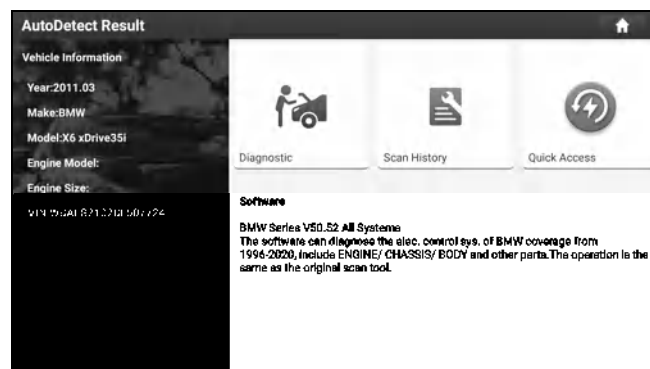 AutoDetect Result
Vehicle Information
Year:2011.03
Make:BMW
Model:X6 xDrive35i
Engine Model:
Engine Size:
VIN
Diagnostic
Scan History
Quick Access
Software
BMW Series V50.52 All Systems
The software can diagnose the elec. control sys. of BMW coverage from
1996-2020, include ENGINE/ CHASSIS/ BODY and other parts.The operation is the
same as the original scan tool.